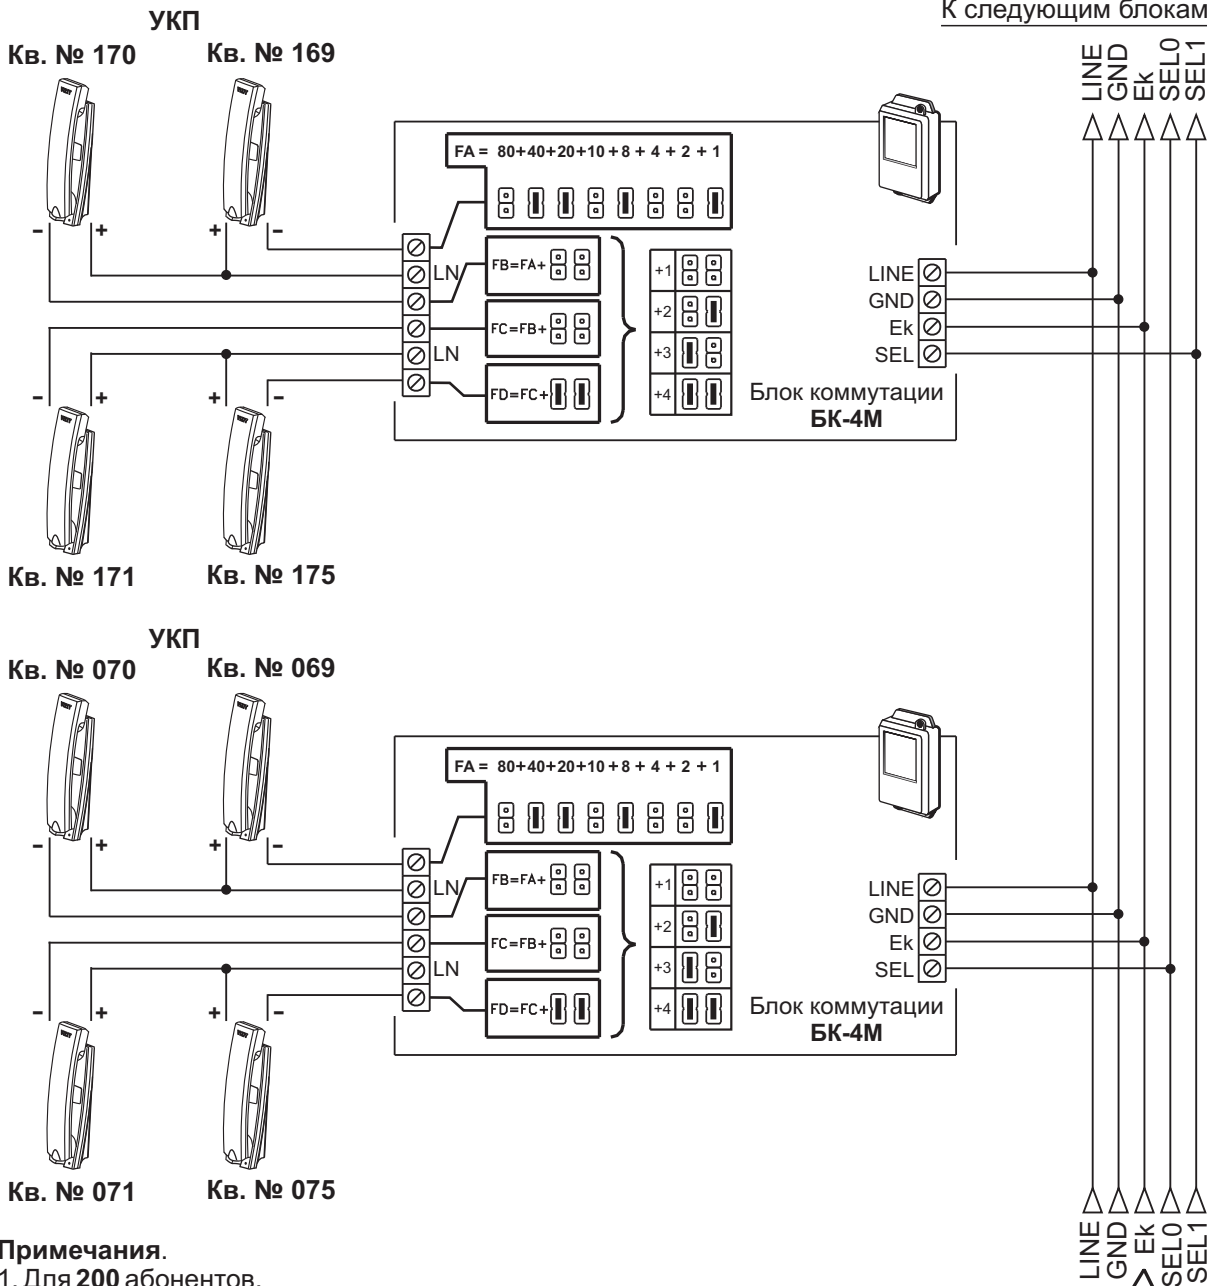 К следующим блокам
УКП
Кв. № 170 Кв. № 169
LINE
GND
Ek
SEL0
SEL1
FA = 80+40+20+10+8+4+2+1
- + + -
LN
FB=FA+
FC=FB+
LN
FD=FC+
+1
+2
+3
+4
LINE
GND
Ek
SEL
Блок коммутации
БК-4М
- + + -
Кв. № 171 Кв. № 175
УКП
Кв. № 070 Кв. № 069
FA = 80+40+20+10+8+4+2+1
- + + -
LN
FB=FA+
FC=FB+
LN
FD=FC+
+1
+2
+3
+4
LINE
GND
Ek
SEL
Блок коммутации
БК-4М
- + + -
Кв. № 071 Кв. № 075
LINE
GND
Ek
SEL0
SEL1
Примечания.
1. Для 200 абонентов.